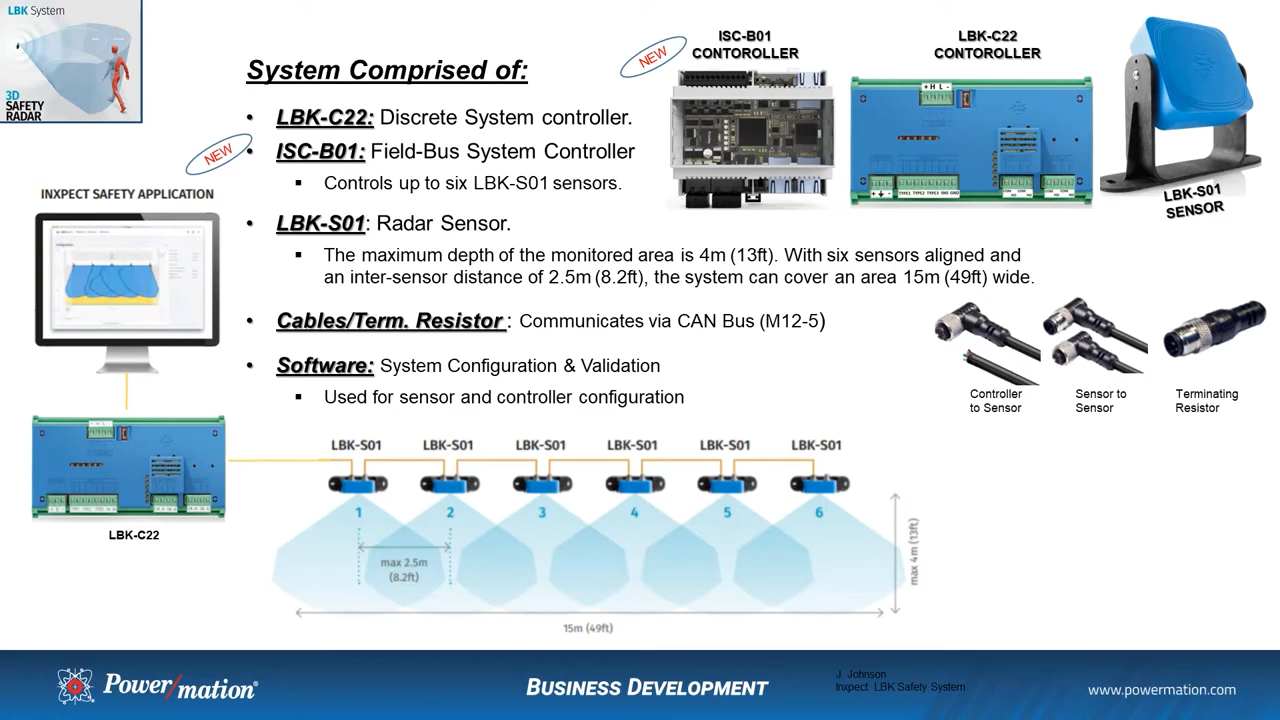 LBK System
3D
SAFETY
RADAR
System Comprised of:
• LBK-C22: Discrete System controller.
NEW
• ISC-B01: Field-Bus System Controller
▪ Controls up to six LBK-S01 sensors.
• LBK-S01: Radar Sensor.
▪ The maximum depth of the monitored area is 4m (13ft). With six sensors aligned and
an inter-sensor distance of 2.5m (8.2ft), the system can cover an area 15m (49ft) wide.
• Cables/Term. Resistor : Communicates via CAN Bus (M12-5)
• Software: System Configuration & Validation
▪ Used for sensor and controller configuration
NEW
ISC-B01
CONTOROLLER
LBK-C22
CONTOROLLER
+ H L -
TYPE1 TYPE2 TYPE3 SNS GND
LBK-S01
SENSOR
Controller
to Sensor
Sensor to
Sensor
Terminating
Resistor
INXPECT SAFETY APPLICATION
LBK-C22
LBK-S01 LBK-S01 LBK-S01 LBK-S01 LBK-S01 LBK-S01
1 2 3 4 5 6
max 2.5m
(8.2ft)
max 4m (13ft)
15m (49ft)
Power/mation®
BUSINESS DEVELOPMENT
J. Johnson
Inxpect LBK Safety System
www.powermation.com